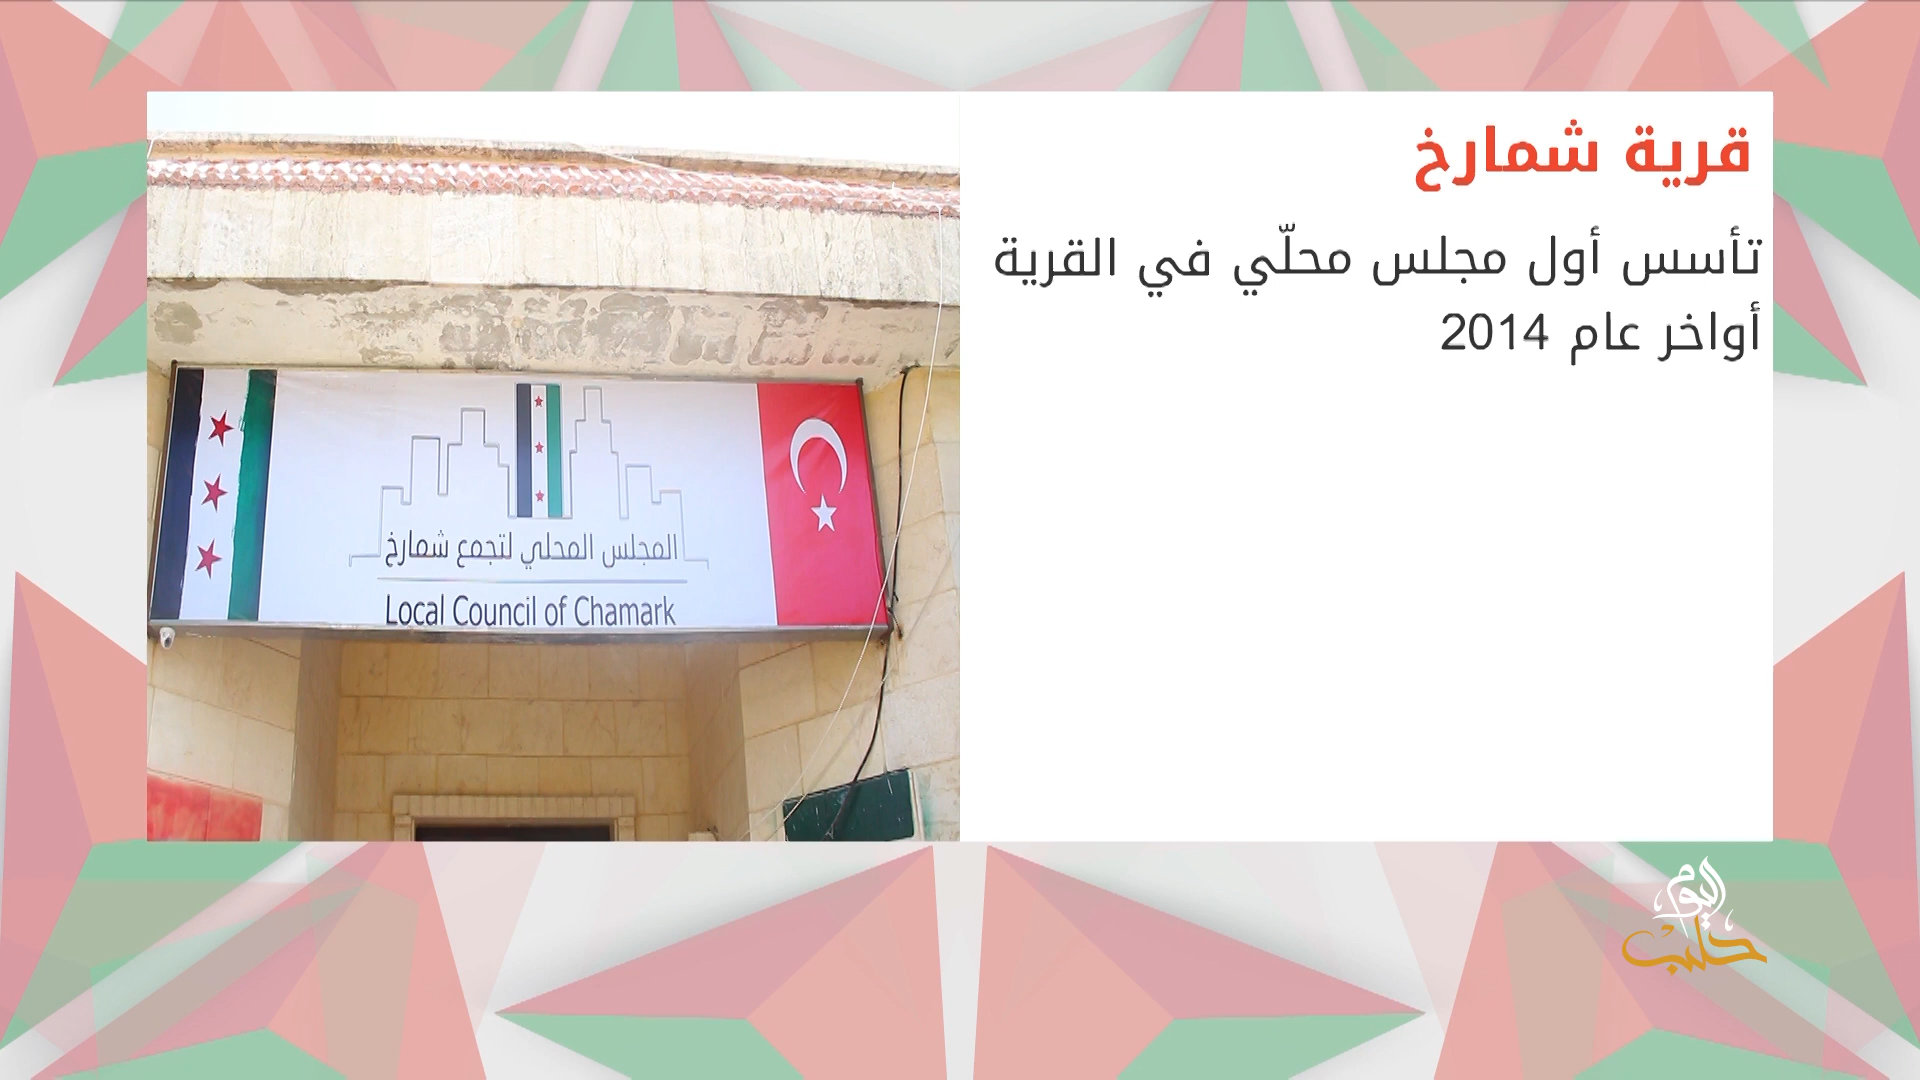 قرية شمارخ
تأسس أول مجلس محلّي في القرية
أواخر عام 2014
المجلس المحلي لتجمع شمارخ
Local Council of Chamark
حلب اليوم